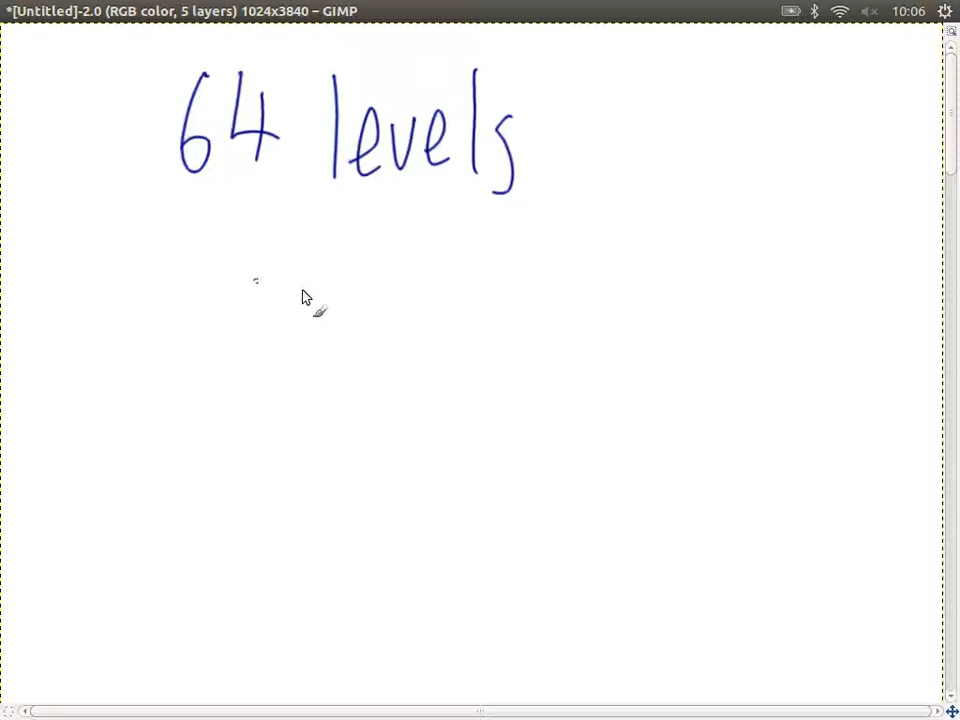 *[Untitled]-2.0 (RGB color, 5 layers) 1024x3840 – GIMP 10:06
64 levels